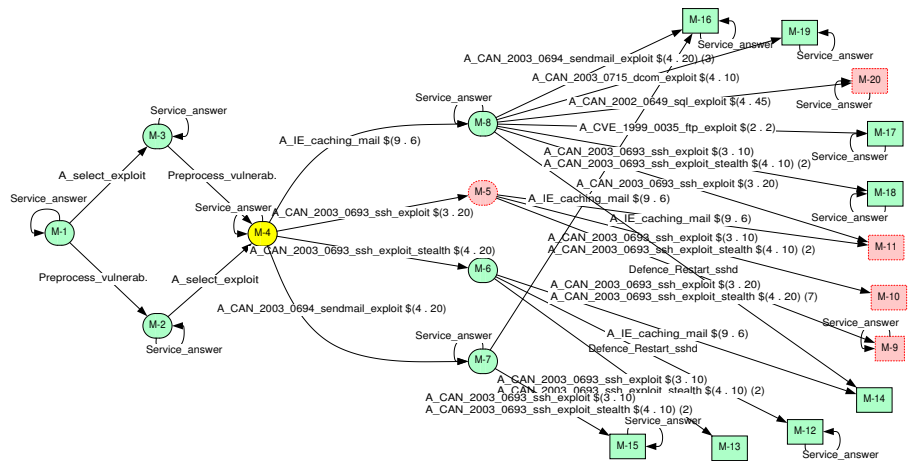 M-16
M-19
Service_answer
A_CAN_2003_0694_sendmail_exploit $(4 . 20) (3)
A_CAN_2003_0715_dcom_exploit $(4 . 10)
M-20
Service_answer
A_CAN_2002_0649_sql_exploit $(4 . 45)
Service_answer
Service_answer
Service_answer
M-3
M-8
A_CVE_1999_0035_ftp_exploit $(2 . 2)
M-17
A_IE_caching_mail $(9 . 6)
A_CAN_2003_0693_ssh_exploit $(3 . 10)
Service_answer
A_CAN_2003_0693_ssh_exploit_stealth $(4 . 10) (2)
A_select_exploit
Preprocess_vulnerab.
A_CAN_2003_0693_ssh_exploit $(3 . 20)
M-18
M-5
Service_answer
A_IE_caching_mail $(9 . 6)
Service_answer
Service_answer
A_CAN_2003_0693_ssh_exploit $(3 . 20)
A_IE_caching_mail $(9 . 6)
M-1
M-4
A_CAN_2003_0693_ssh_exploit $(3 . 10)
M-11
A_CAN_2003_0693_ssh_exploit_stealth $(4 . 20)
A_CAN_2003_0693_ssh_exploit_stealth $(4 . 10) (2)
M-6
Defence_Restart_sshd
Preprocess_vulnerab.
A_select_exploit
A_CAN_2003_0693_ssh_exploit $(3 . 20)
A_CAN_2003_0693_ssh_exploit_stealth $(4 . 20) (7)
M-10
A_CAN_2003_0694_sendmail_exploit $(4 . 20)
M-2
Service_answer
A_IE_caching_mail $(9 . 6)
Service_answer
Service_answer
Defence_Restart_sshd
M-9
M-7
A_CAN_2003_0693_ssh_exploit $(3 . 10)
A_CAN_2003_0693_ssh_exploit_stealth $(4 . 10) (2)
A_CAN_2003_0693_ssh_exploit $(3 . 10)
M-14
A_CAN_2003_0693_ssh_exploit_stealth $(4 . 10) (2)
Service_answer
M-12
M-15
M-13
Service_answer